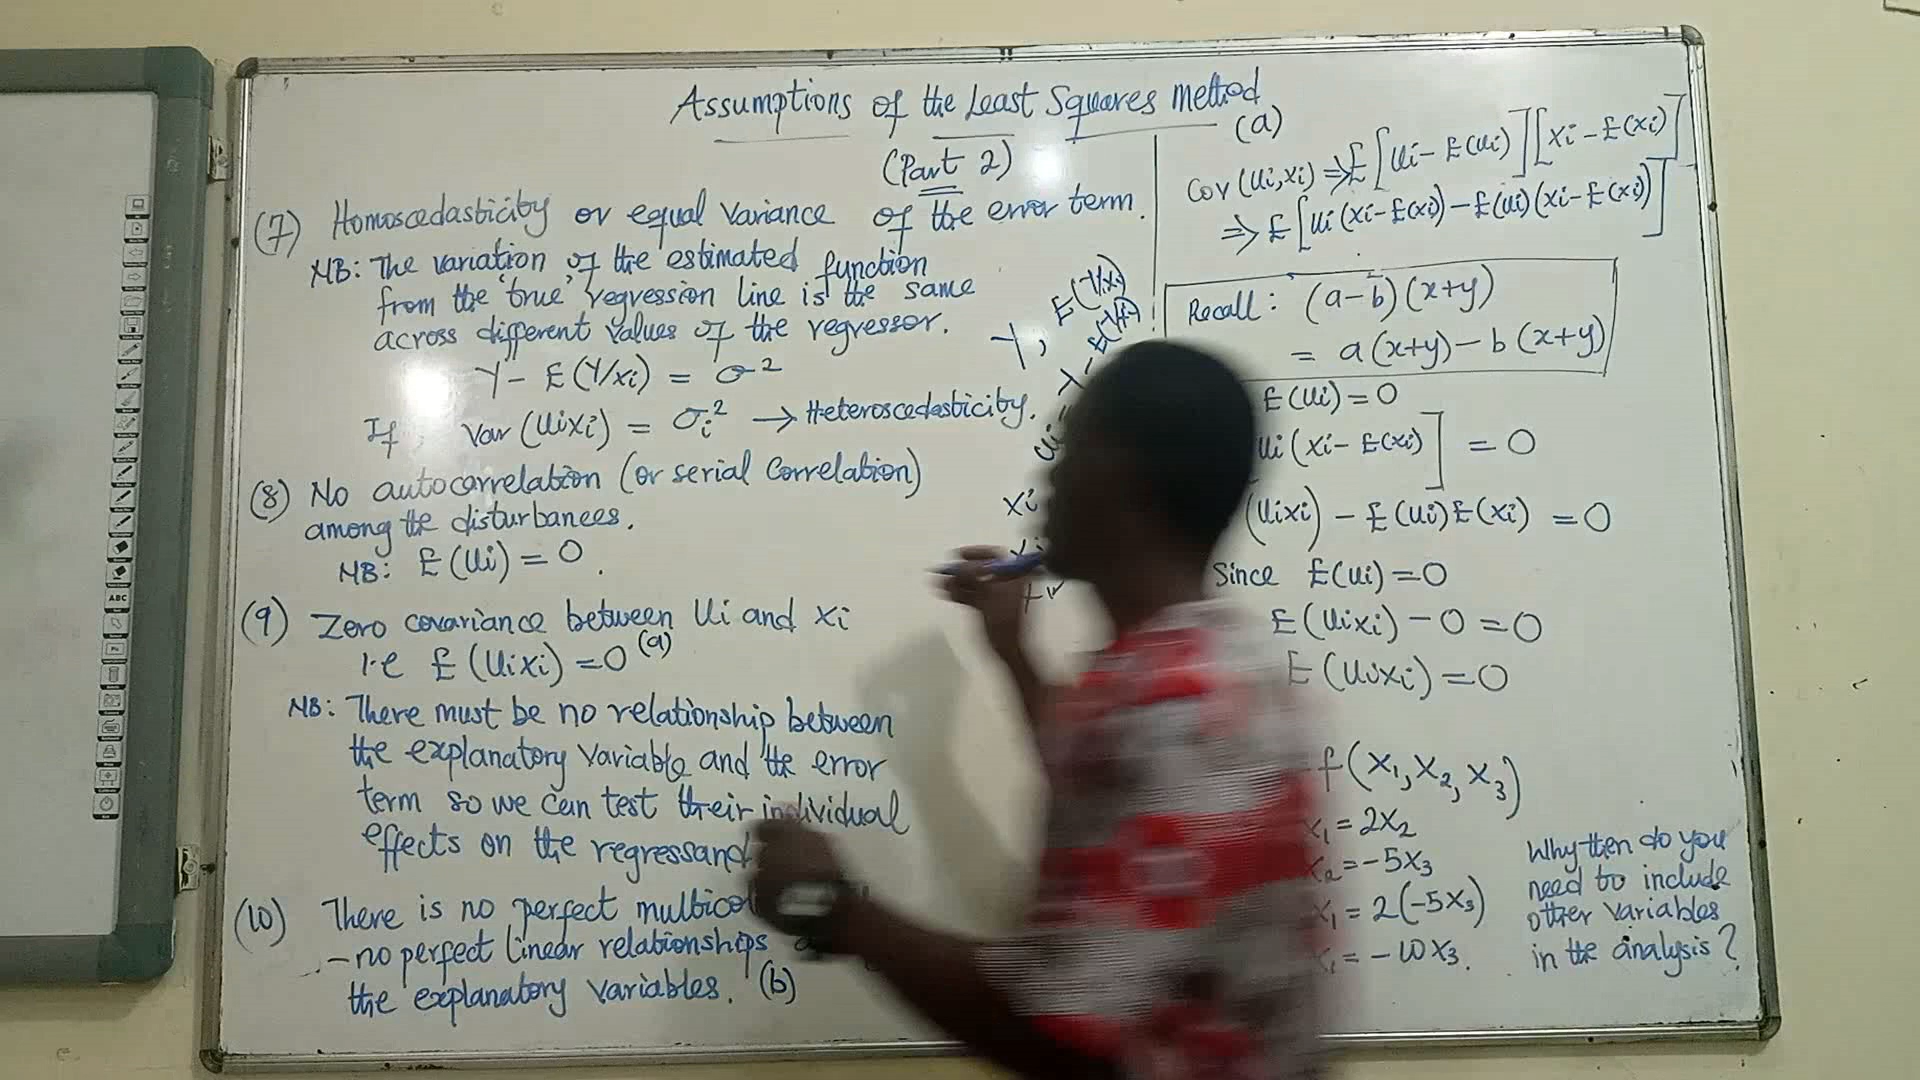 Assumptions of the Least Squares method
(Part 2)
(7) Homoscedasticity or equal variance of the error term.
NB: The variation of the estimated function
from the 'true' regression line is the same
across different values of the regressor.
Y - E(Y/xi) = σ²
If, Var(Uixi) = σi² → Heteroscedasticity.
(8) No autocorrelation (or serial correlation)
among the disturbances.
NB: E(Ui) = 0.
(9) Zero covariance between Ui and Xi
i.e E(Uixi) = 0 (a)
NB: There must be no relationship between
the explanatory variable and the error
term so we can test their individual
effects on the regressand
(10) There is no perfect
- no perfect linear relationships
the explanatory variables. (b)
Y, E(Y/xi)
Xi
(a)
Cov(Ui,Xi) ⇒ E[Ui - E(Ui)][Xi - E(Xi)]
⇒ E[Ui(Xi - E(Xi)) - E(Ui)(Xi - E(Xi))]
Recall: (a-b)(x+y)
= a(x+y) - b(x+y)
E(Ui) = 0
Ui(Xi - E(Xi)] = 0
(Uixi) - E(Ui)E(Xi) = 0
Since E(Ui) = 0
E(Uixi) - 0 = 0
E(Uixi) = 0
f(X1, X2, X3)
X1 = 2X2
X2 = -5X3
X1 = 2(-5X3)
X1 = -10X3.
Why then do you
need to include
other variables
in the analysis?
ABC